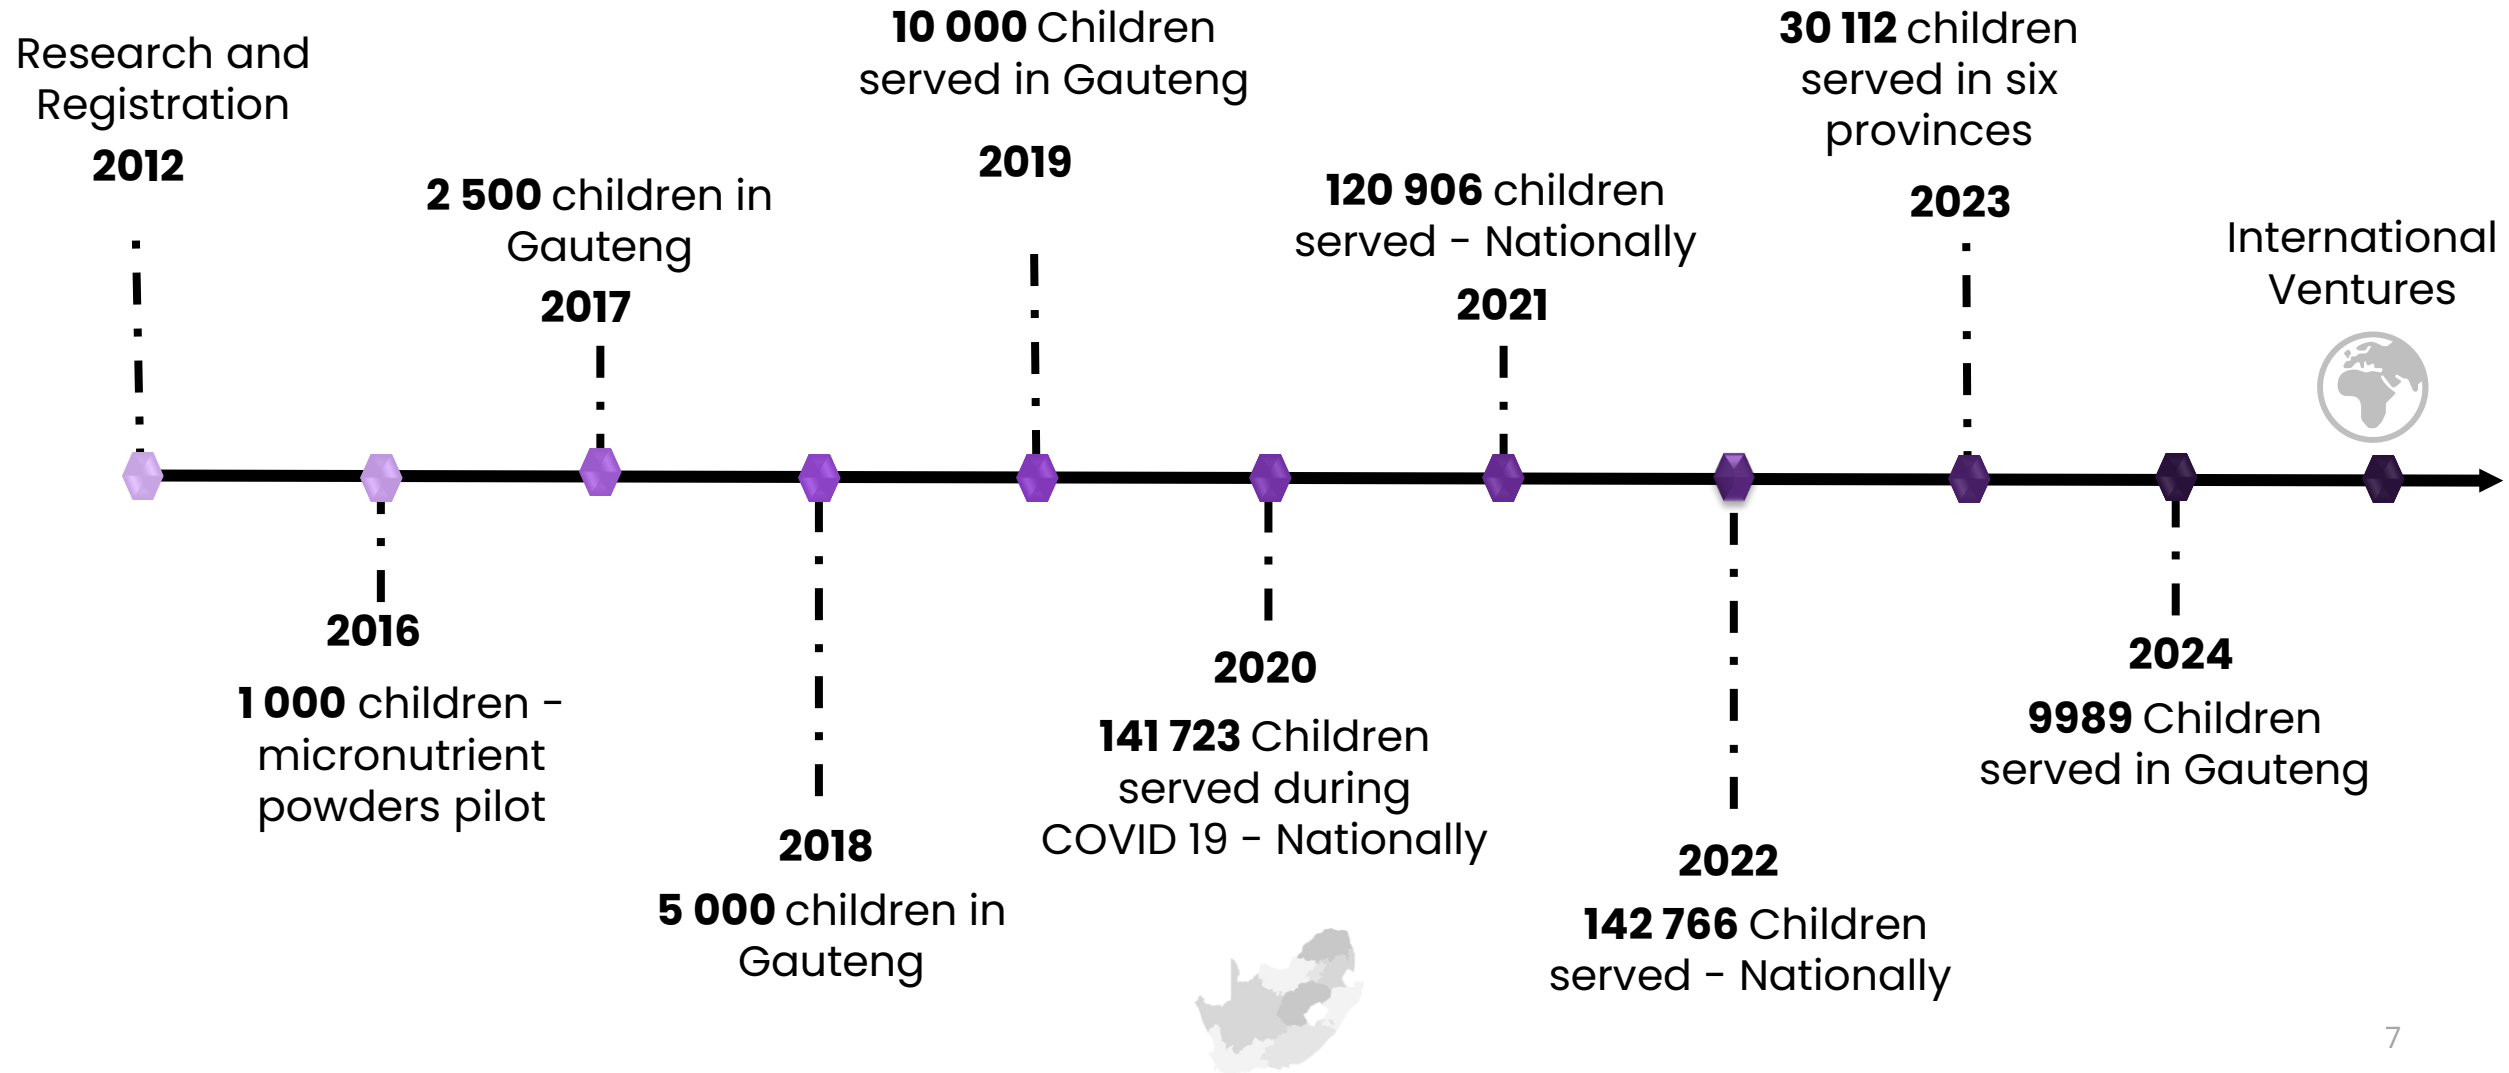 Research and
Registration
2012
2016
1 000 children -
micronutrient
powders pilot
2 500 children in
Gauteng
2017
2018
5 000 children in
Gauteng
10 000 Children
served in Gauteng
2019
2020
141 723 Children
served during
COVID 19 - Nationally
120 906 children
served - Nationally
2021
2022
142 766 Children
served - Nationally
30 112 children
served in six
provinces
2023
2024
9989 Children
served in Gauteng
International
Ventures
7